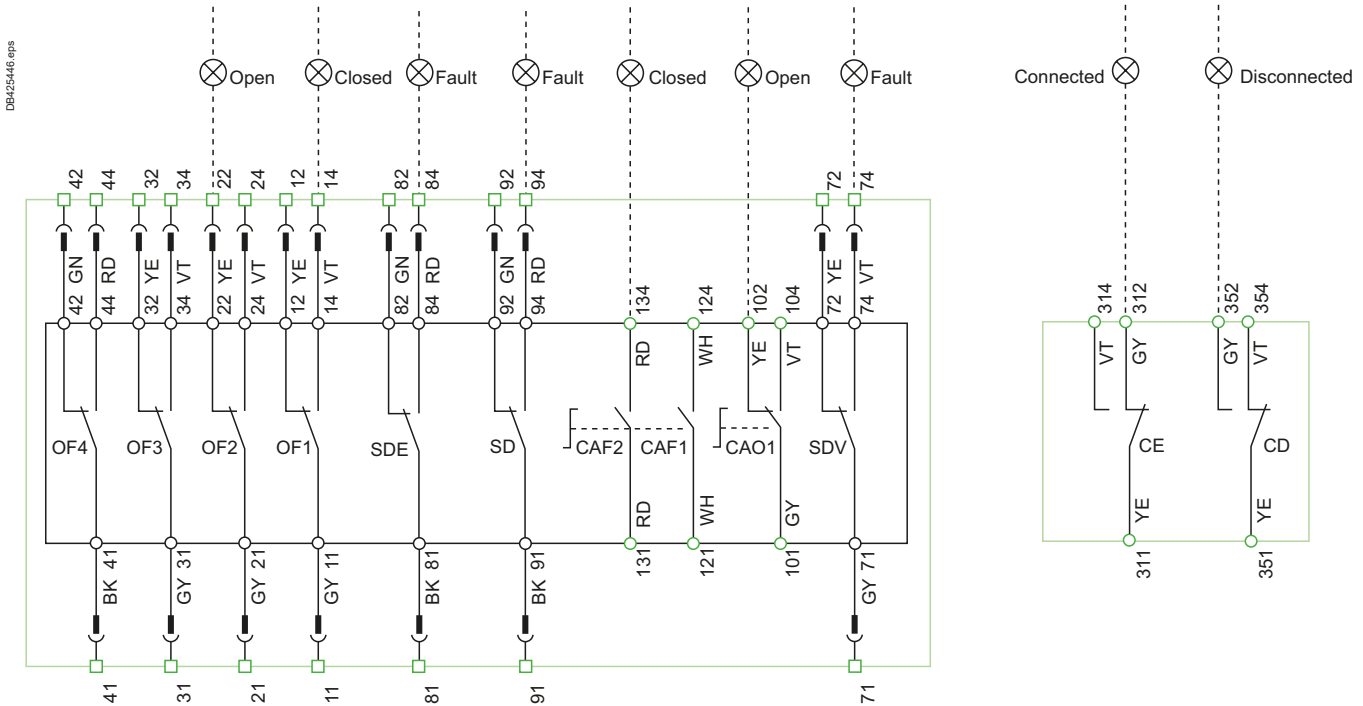 DB425446.eps
Open Closed Fault Fault Closed Open Fault Connected Disconnected
42 44 32 34 22 24 12 14 82 84 92 94 72 74
GN RD YE VT YE VT YE VT GN RD GN RD YE VT
42 44 32 34 22 24 12 14 82 84 92 94 134 124 102 104 72 74 314 312 352 354
RD WH YE VT VT GY GY VT
OF4 OF3 OF2 OF1 SDE SD CAF2 CAF1 CAO1 SDV CE CD
RD WH GY YE YE
41 31 21 11 81 91 131 121 101 71 311 351
BK GY GY GY BK BK GY
41 31 21 11 81 91 71